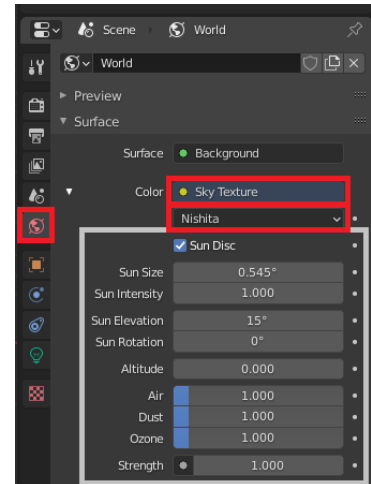 Scene World
World
Preview
Surface
Surface Background
Color Sky Texture
Nishita
Sun Disc
Sun Size 0.545°
Sun Intensity 1.000
Sun Elevation 15°
Sun Rotation 0°
Altitude 0.000
Air 1.000
Dust 1.000
Ozone 1.000
Strength 1.000